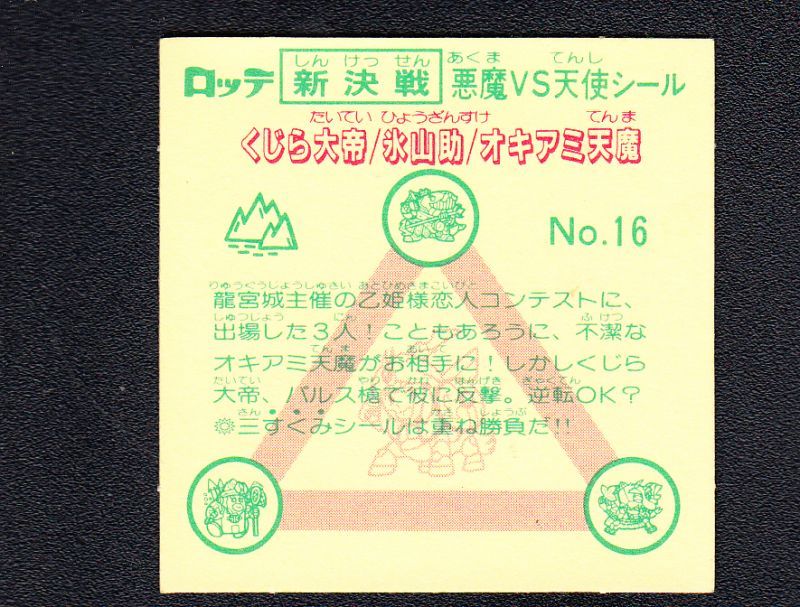 しんけっせん あくま てんし
ロッテ 新決戦 悪魔VS天使シール
たいてい ひょうざんすけ てんま
くじら大帝/氷山助/オキアミ天魔
No.16
りゅうぐうじょうしゅさい おとひめさまこいびと
龍宮城主催の乙姫様恋人コンテストに、
しゅつじょう にん ふけつ
出場した3人!こともあろうに、不潔な
てんま あいて
オキアミ天魔がお相手に!しかしくじら
たいてい やり かれ はんげき ぎゃくてん
大帝、バルス槍で彼に反撃。逆転OK?
さん かさ しょうぶ
三すくみシールは重ね勝負だ!!